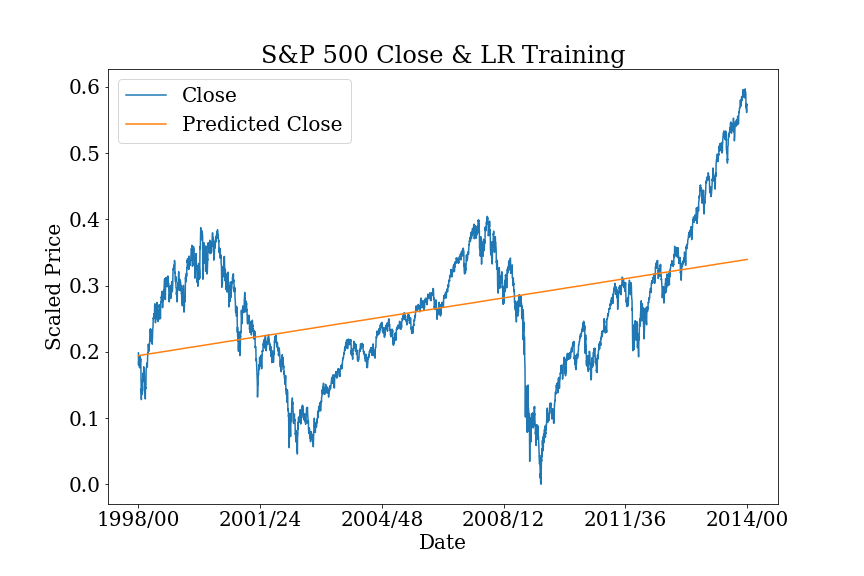 S&P 500 Close & LR Training
Close
Predicted Close
0.6
0.5
0.4
0.3
0.2
0.1
0.0
Scaled Price
1998/00 2001/24 2004/48 2008/12 2011/36 2014/00
Date